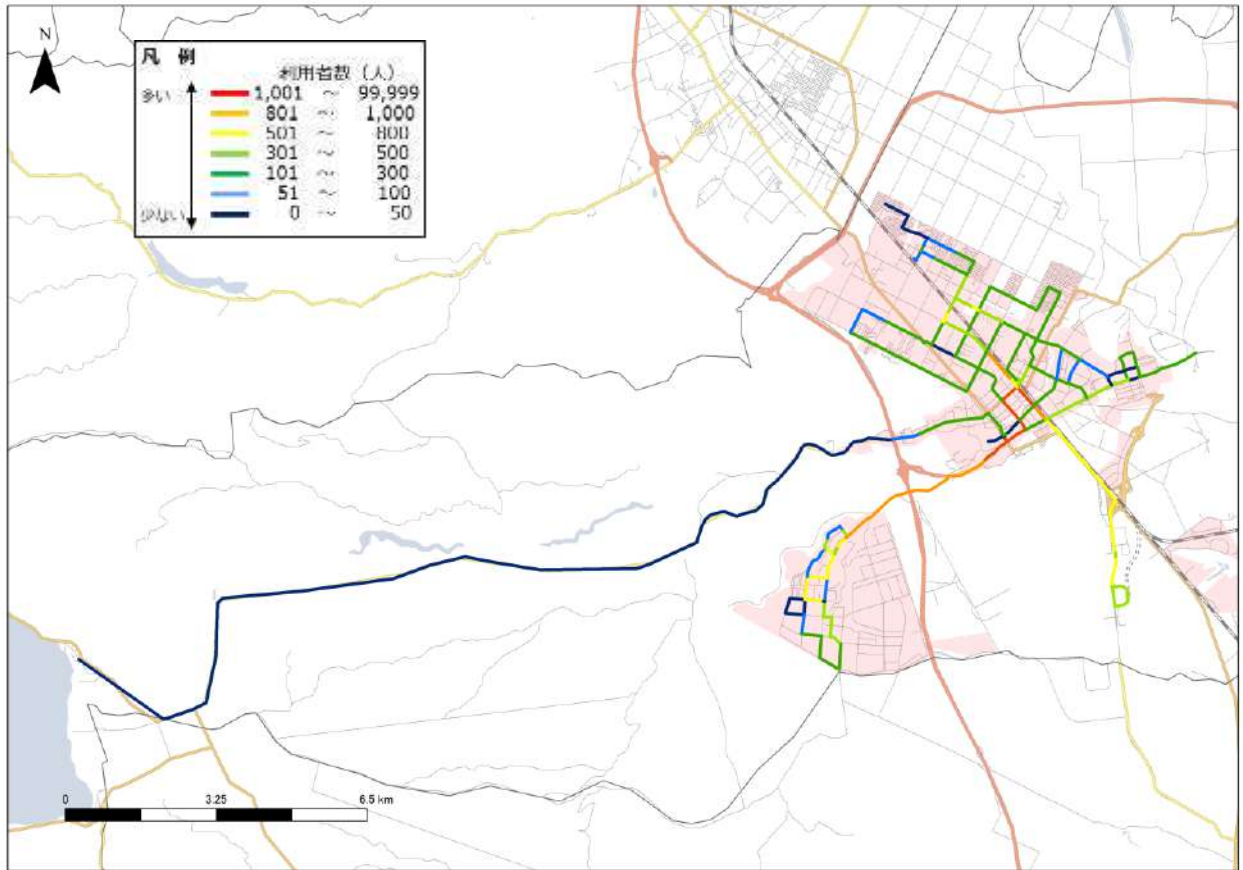 N
凡 例
利用者数（人）
多い
1,001 ～ 99,999
801 ～ 1,000
501 ～ 800
301 ～ 500
101 ～ 300
51 ～ 100
少ない 0 ～ 50
0 3.25 6.5 km